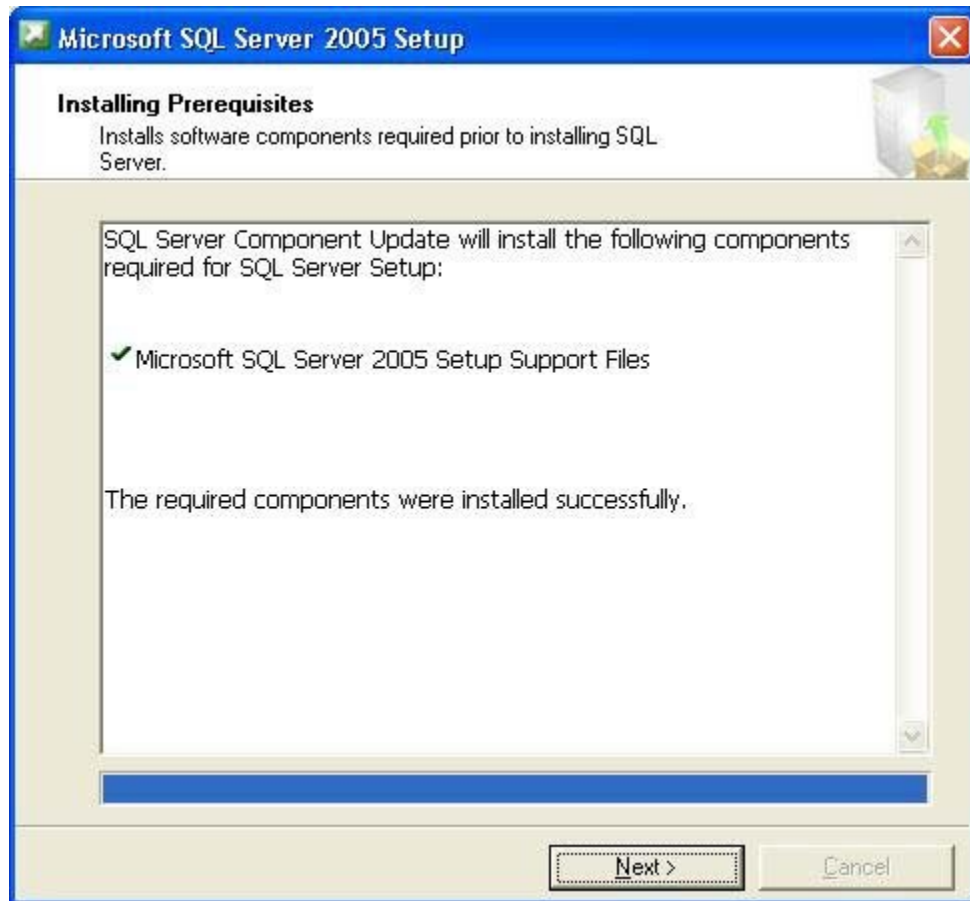 Microsoft SQL Server 2005 Setup
Installing Prerequisites
Installs software components required prior to installing SQL
Server.
SQL Server Component Update will install the following components
required for SQL Server Setup:
Microsoft SQL Server 2005 Setup Support Files
The required components were installed successfully.
Next >
Cancel